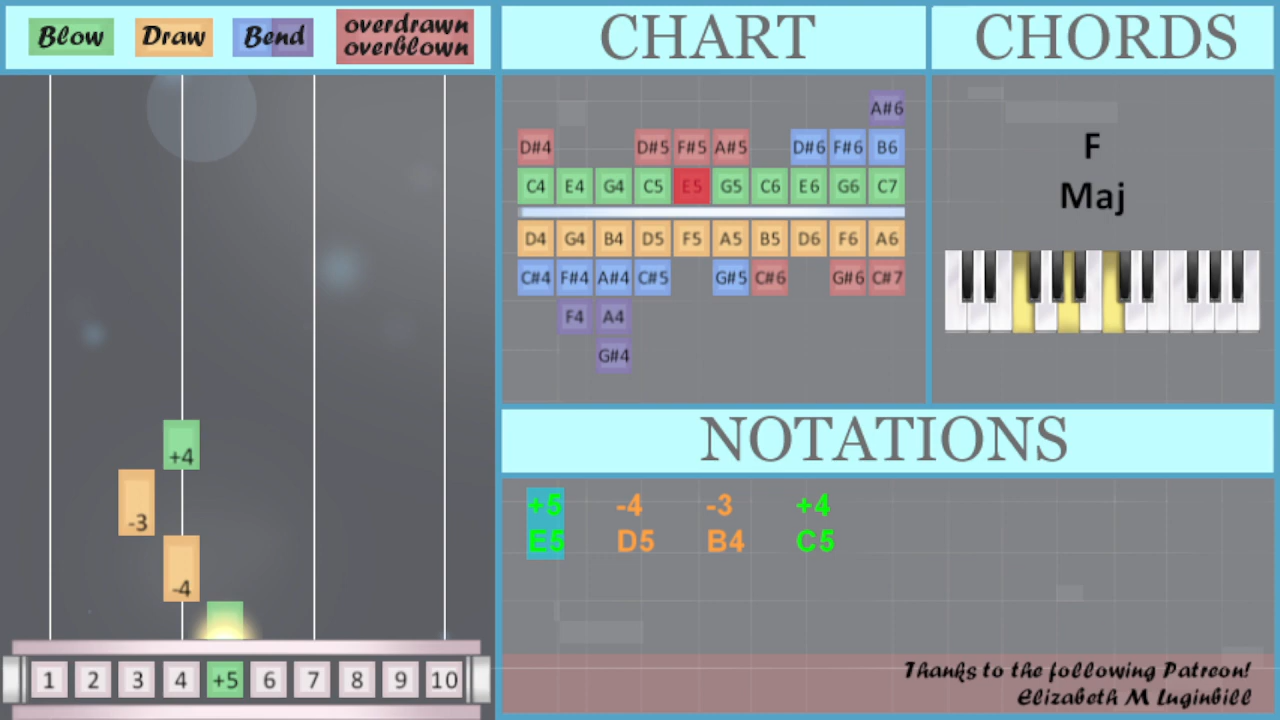 Blow Draw Bend overdrawn
overblown
CHART
CHORDS
D#4 D#5 F#5 A#5 D#6 F#6 B6
A#6
C4 E4 G4 C5 E5 G5 C6 E6 G6 C7
D4 G4 B4 D5 F5 A5 B5 D6 F6 A6
C#4 F#4 A#4 C#5 G#5 C#6 G#6 C#7
F4 A4
G#4
F
Maj
+4
-3
-4
1 2 3 4 +5 6 7 8 9 10
NOTATIONS
+5 -4 -3 +4
E5 D5 B4 C5
Thanks to the following Patreon!
Elizabeth M Luginbill